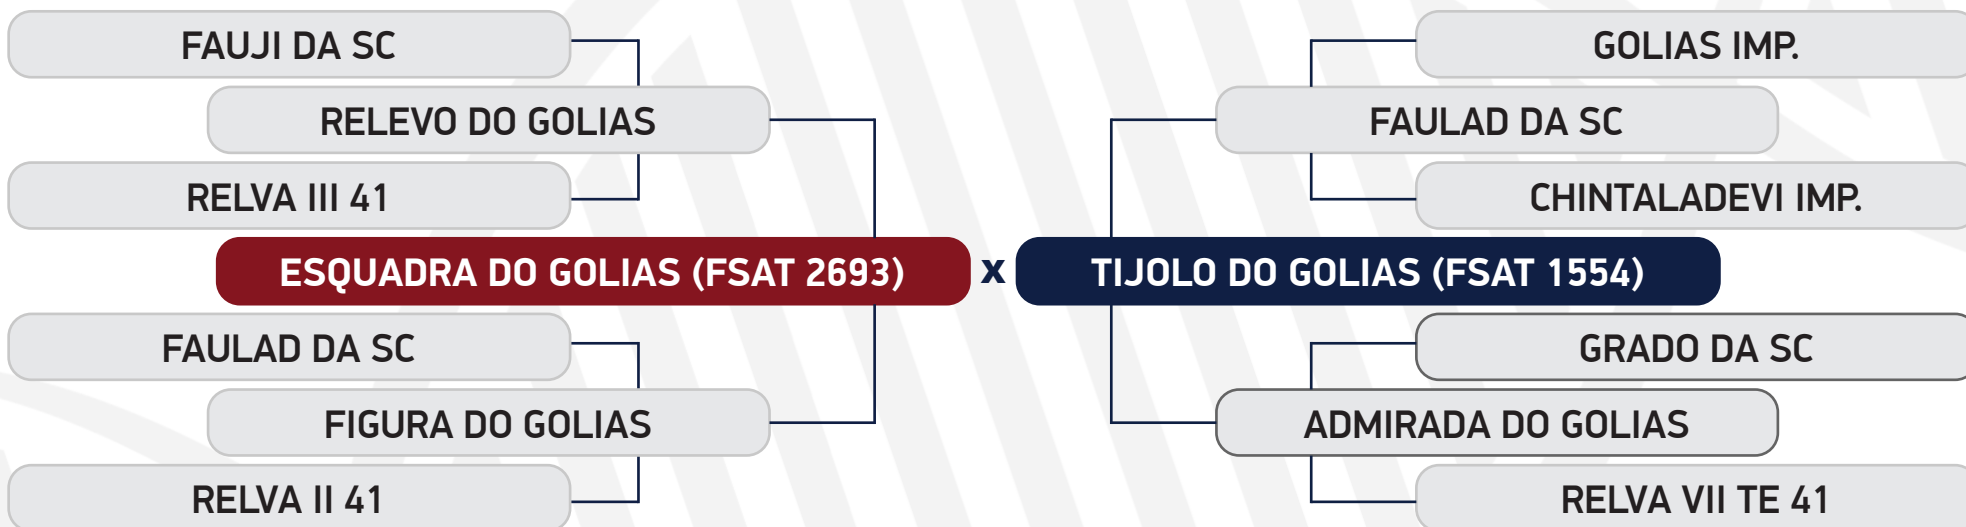 FAUJI DA SC
RELEVO DO GOLIAS
RELVA III 41
ESQUADRA DO GOLIAS (FSAT 2693)
FAULAD DA SC
FIGURA DO GOLIAS
RELVA II 41
x
GOLIAS IMP.
FAULAD DA SC
CHINTALADEVI IMP.
TIJOLO DO GOLIAS (FSAT 1554)
GRADO DA SC
ADMIRADA DO GOLIAS
RELVA VII TE 41